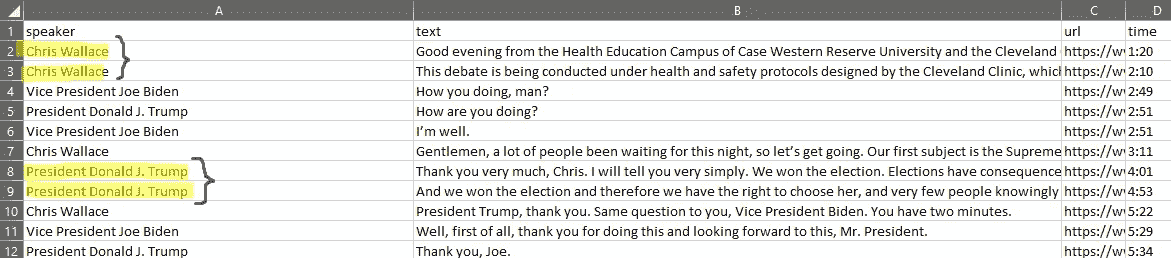 A B C D
1 speaker text url time
2 Chris Wallace Good evening from the Health Education Campus of Case Western Reserve University and the Cleveland https://w 1:20
3 Chris Wallace This debate is being conducted under health and safety protocols designed by the Cleveland Clinic, whic https://w 2:10
4 Vice President Joe Biden How you doing, man? https://w 2:49
5 President Donald J. Trump How are you doing? https://w 2:51
6 Vice President Joe Biden I’m well. https://w 2:51
7 Chris Wallace Gentlemen, a lot of people been waiting for this night, so let’s get going. Our first subject is the Supreme https://w 3:11
8 President Donald J. Trump Thank you very much, Chris. I will tell you very simply. We won the election. Elections have consequence https://w 4:01
9 President Donald J. Trump And we won the election and therefore we have the right to choose her, and very few people knowingly https://w 4:53
10 Chris Wallace President Trump, thank you. Same question to you, Vice President Biden. You have two minutes. https://w 5:22
11 Vice President Joe Biden Well, first of all, thank you for doing this and looking forward to this, Mr. President. https://w 5:29
12 President Donald J. Trump Thank you, Joe. https://w 5:34